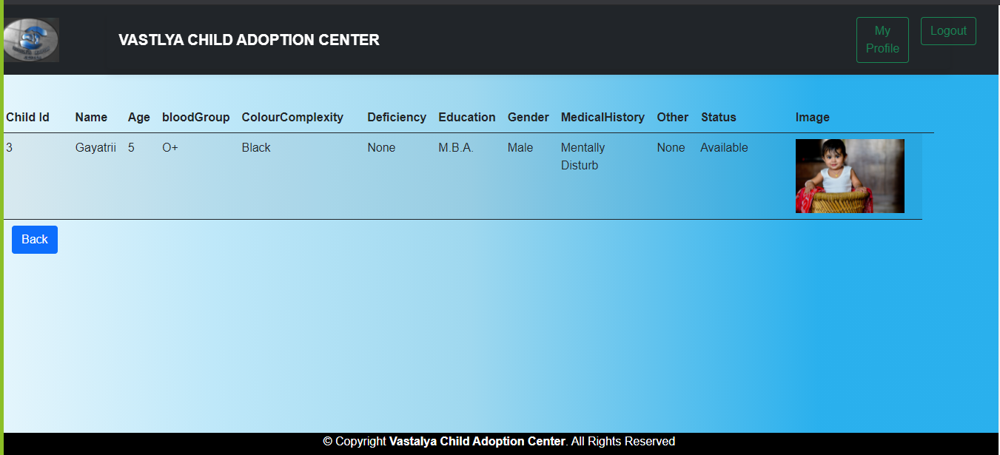 VASTLYA CHILD ADOPTION CENTER
My
Profile
Logout
Child Id Name Age bloodGroup ColourComplexity Deficiency Education Gender MedicalHistory Other Status Image
3 Gayatrii 5 O+ Black None M.B.A. Male Mentally None Available
Disturb
Back
© Copyright Vastalya Child Adoption Center. All Rights Reserved